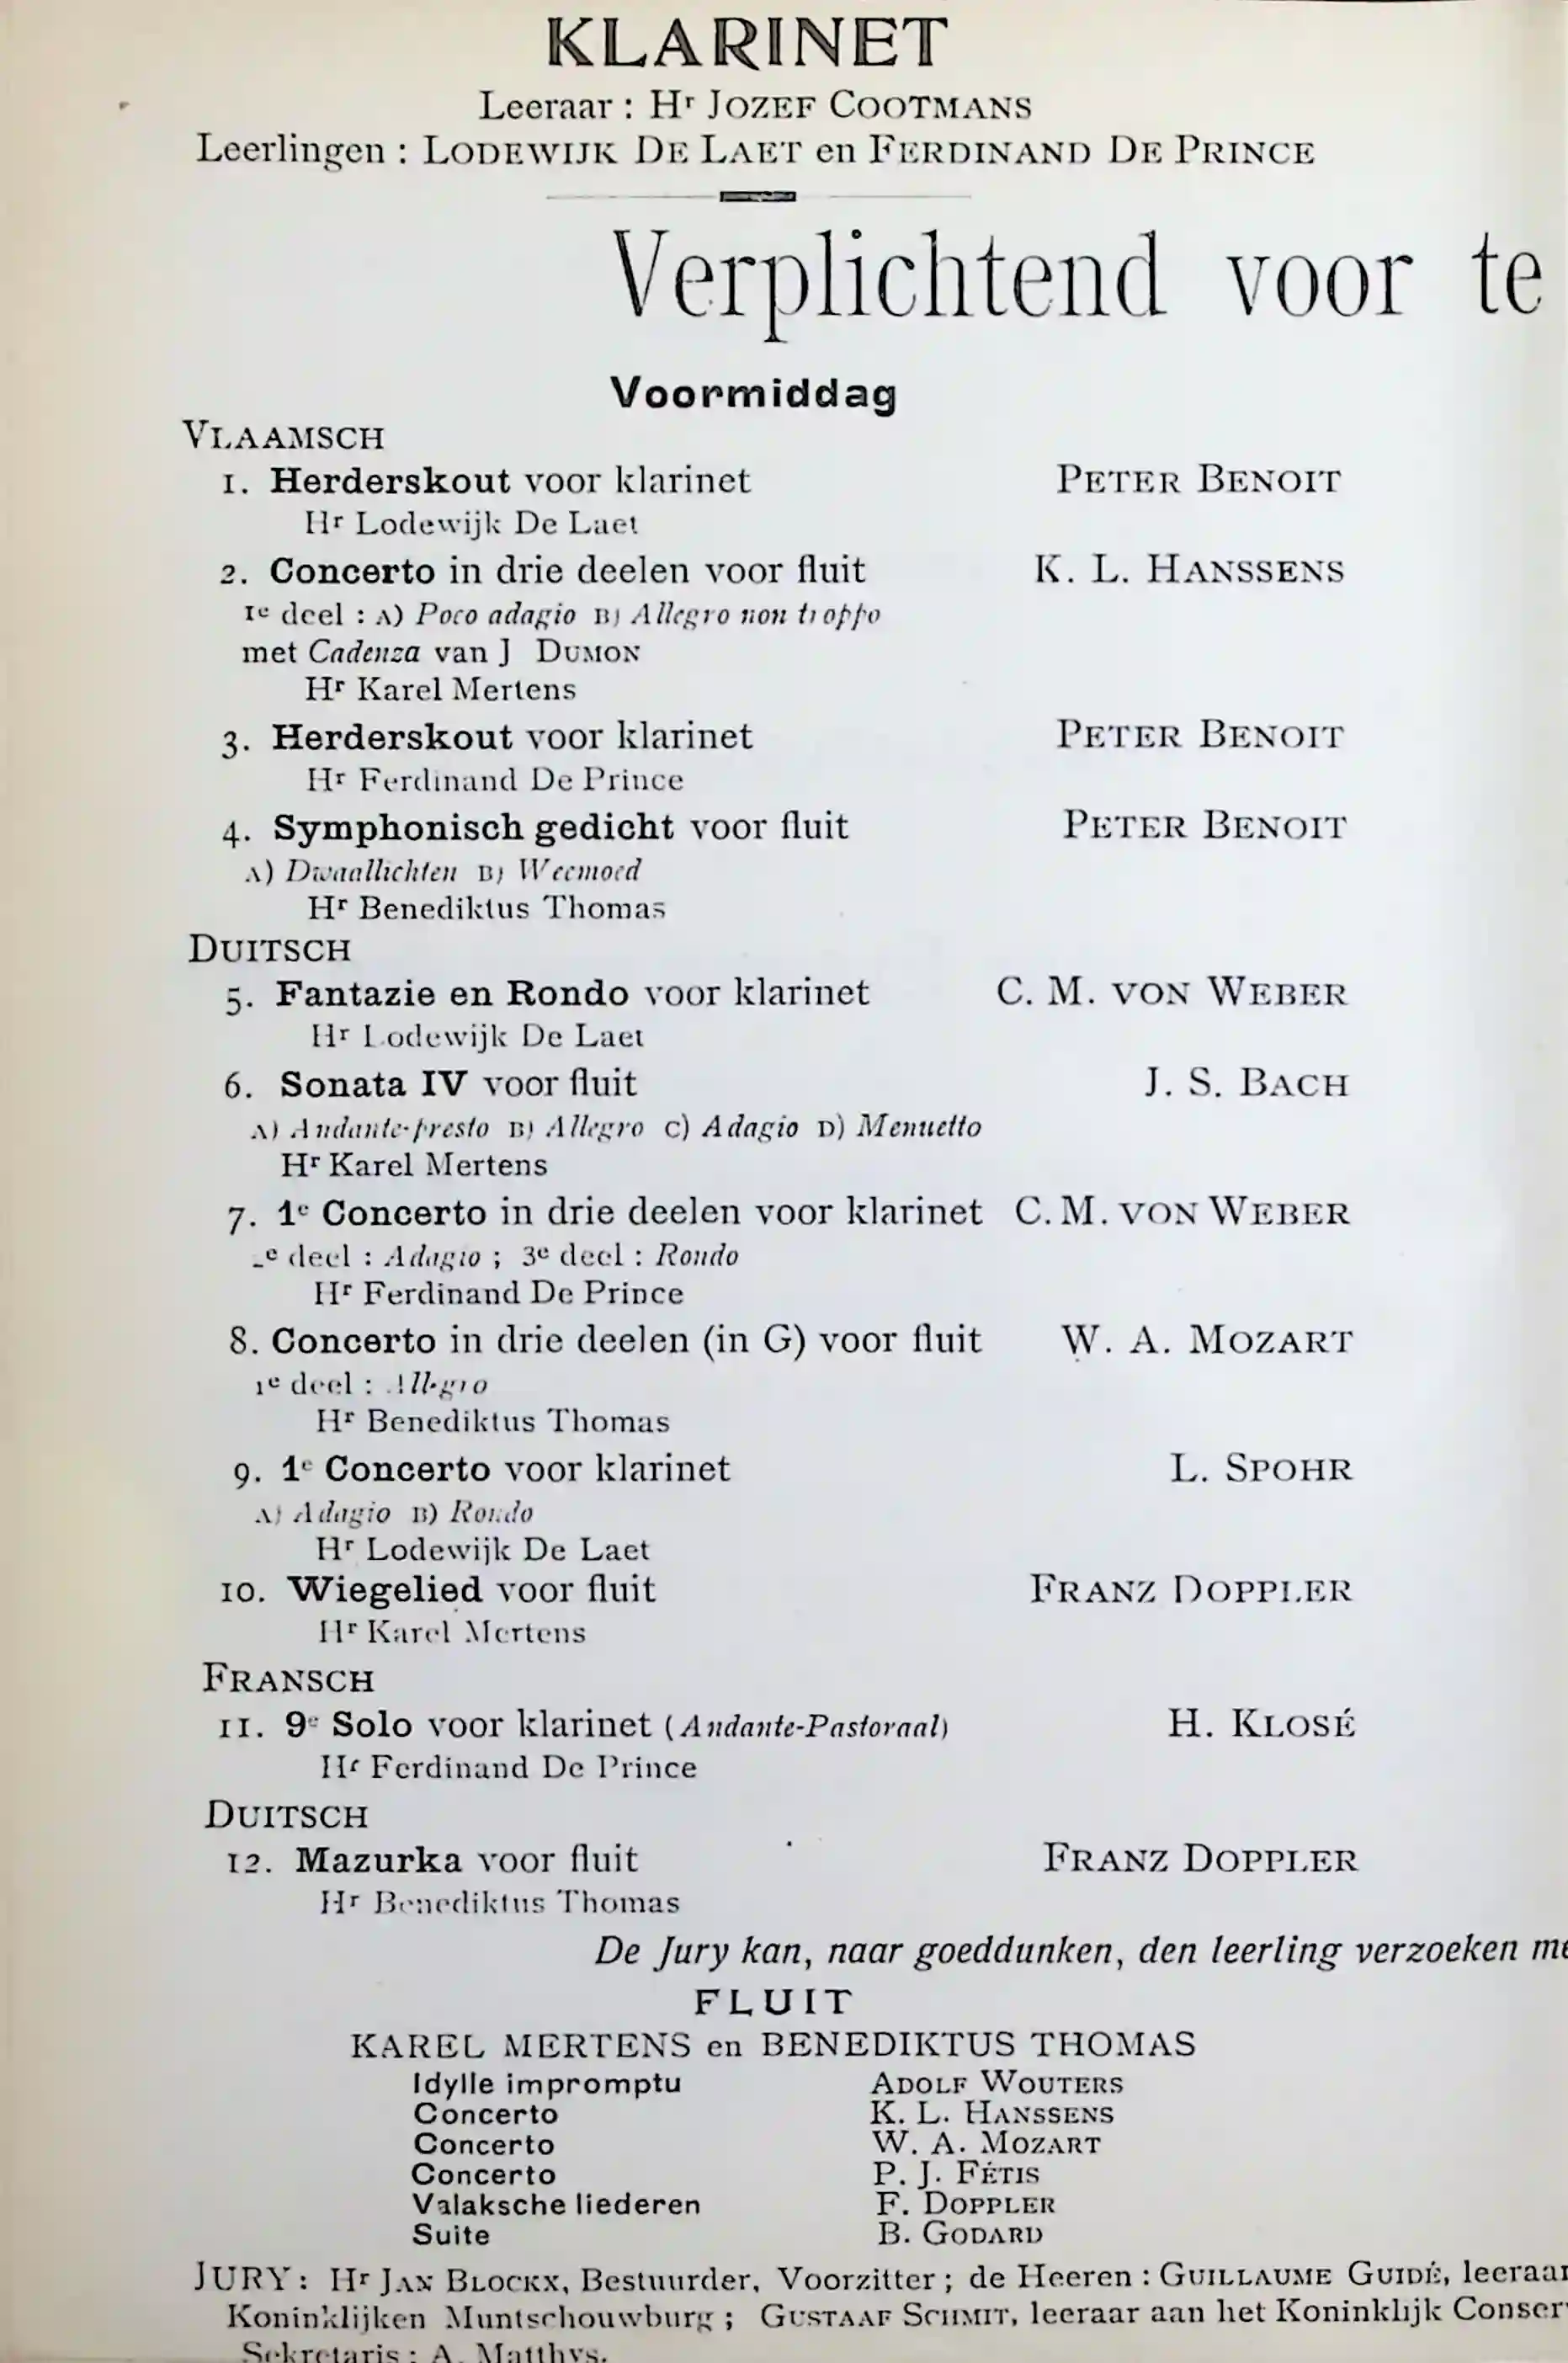 KLARINET
Leeraar : Hr JOZEF COOTMANS
Leerlingen : LODEWIJK DE LAET en FERDINAND DE PRINCE
Verplichtend voor te
Voormiddag
VLAAMSCH
1. Herderskout voor klarinet PETER BENOIT
Hr Lodewijk De Laet
2. Concerto in drie deelen voor fluit K. L. HANSSENS
1e deel : A) Poco adagio B) Allegro non troppo
met Cadenza van J DUMON
Hr Karel Mertens
3. Herderskout voor klarinet PETER BENOIT
Hr Ferdinand De Prince
4. Symphonisch gedicht voor fluit PETER BENOIT
A) Dwaallichten B) Weemoed
Hr Benediktus Thomas
DUITSCH
5. Fantazie en Rondo voor klarinet C. M. VON WEBER
Hr Lodewijk De Laet
6. Sonata IV voor fluit J. S. BACH
A) Andante-presto B) Allegro C) Adagio D) Menuetto
Hr Karel Mertens
7. 1e Concerto in drie deelen voor klarinet C. M. VON WEBER
deel : Adagio ; 3e deel : Rondo
Hr Ferdinand De Prince
8. Concerto in drie deelen (in G) voor fluit W. A. MOZART
1e deel : Allegro
Hr Benediktus Thomas
9. 1e Concerto voor klarinet L. SPOHR
A) Adagio B) Rondo
Hr Lodewijk De Laet
10. Wiegelied voor fluit FRANZ DOPPLER
Hr Karel Mertens
FRANSCH
11. 9e Solo voor klarinet (Andante-Pastoraal) H. KLOSÉ
Hr Ferdinand De Prince
DUITSCH
12. Mazurka voor fluit FRANZ DOPPLER
Hr Benediktus Thomas
De Jury kan, naar goeddunken, den leerling verzoeken me
FLUIT
KAREL MERTENS en BENEDIKTUS THOMAS
Idylle impromptu ADOLF WOUTERS
Concerto K. L. HANSSENS
Concerto W. A. MOZART
Concerto P. J. FÉTIS
Valaksche liederen F. DOPPLER
Suite B. GODARD
JURY : Hr JAN BLOCKX, Bestuurder, Voorzitter ; de Heeren : GUILLAUME GUIDÉ, leeraar
Koninklijken Muntschouwburg ; GUSTAAF SCHMIT, leeraar aan het Koninklijk Conser
Sekretaris : A. Matthys.